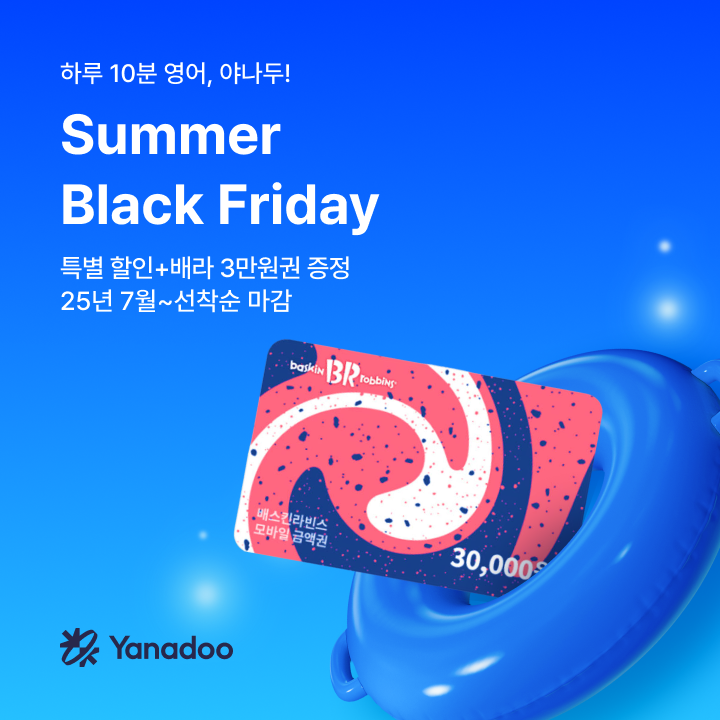 하루 10분 영어, 야나두!
Summer
Black Friday
특별 할인+배라 3만원권 증정
25년 7월~선착순 마감
baskin BR robbins
배스킨라빈스
모바일 금액권
30,000
Yanadoo